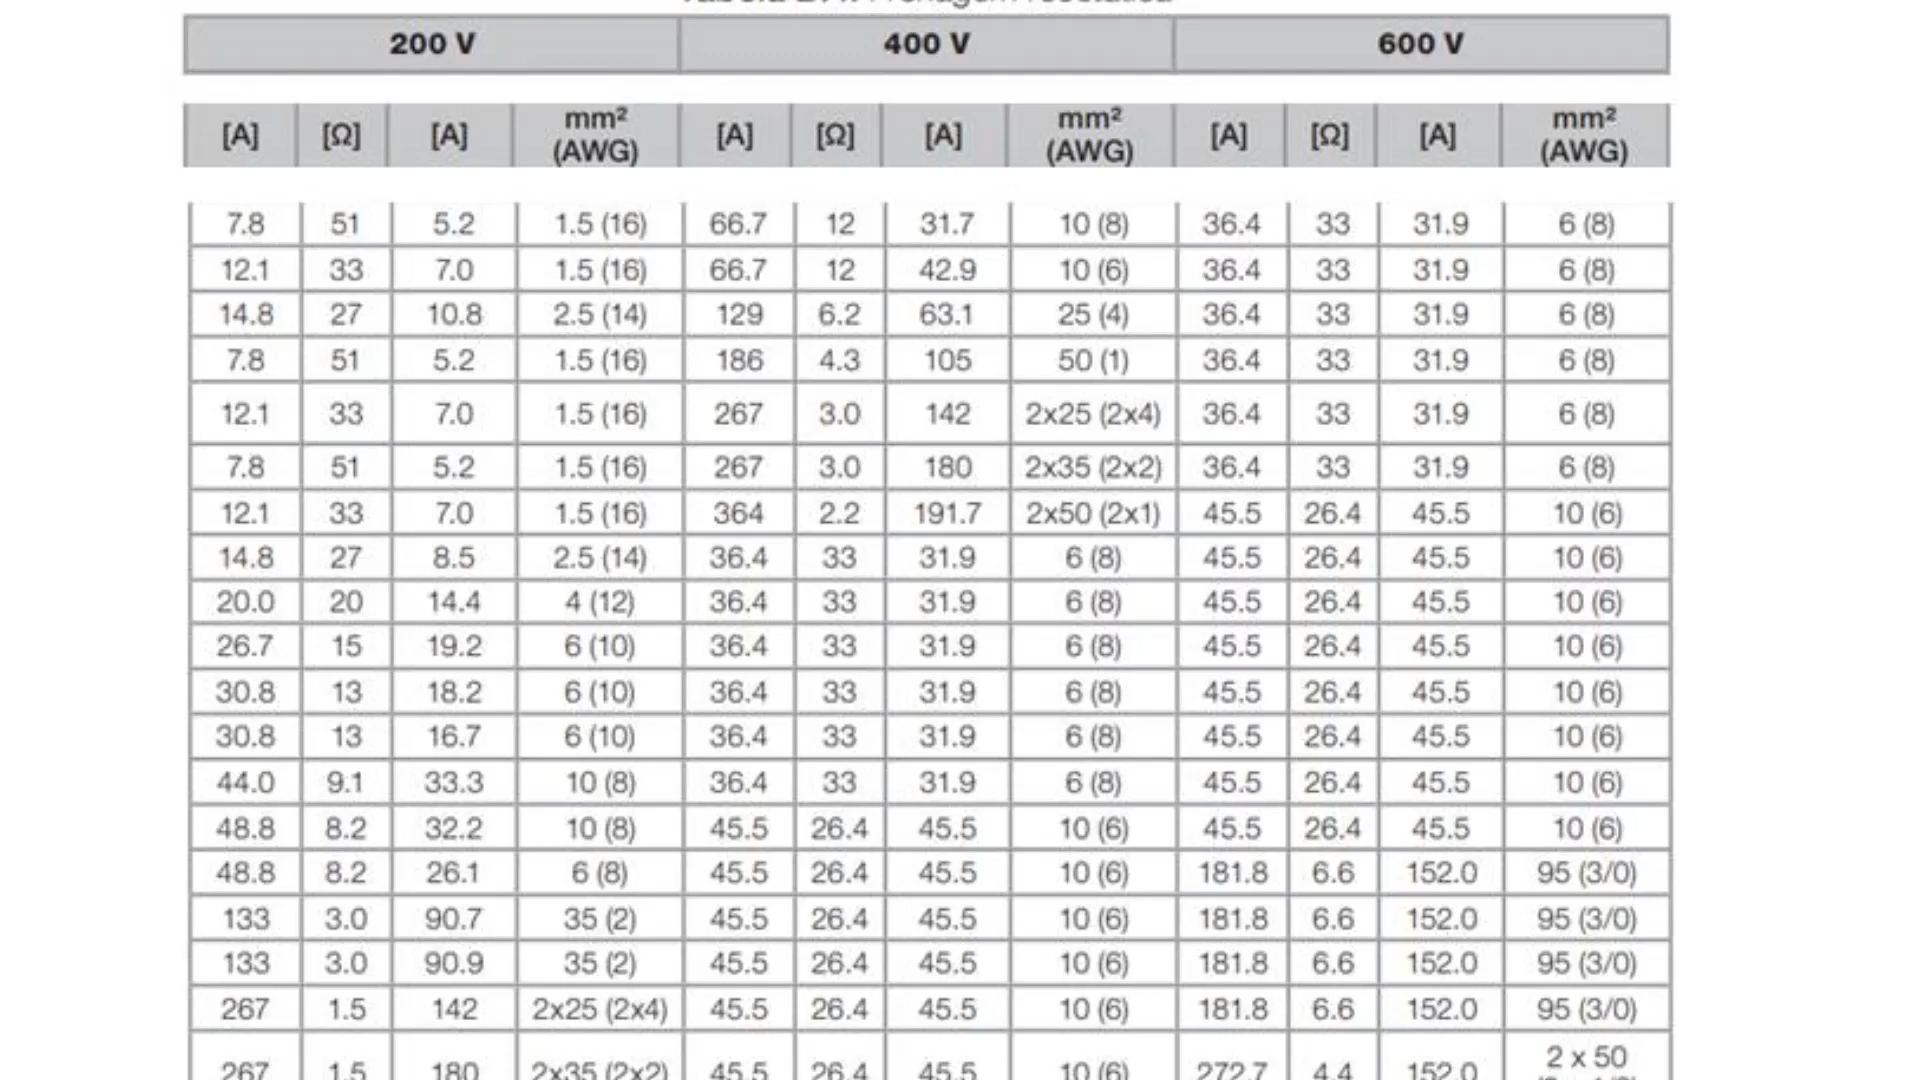 200 V 400 V 600 V
[A] [Ω] [A] mm² (AWG) [A] [Ω] [A] mm² (AWG) [A] [Ω] [A] mm² (AWG)
7.8 51 5.2 1.5 (16) 66.7 12 31.7 10 (8) 36.4 33 31.9 6 (8)
12.1 33 7.0 1.5 (16) 66.7 12 42.9 10 (6) 36.4 33 31.9 6 (8)
14.8 27 10.8 2.5 (14) 129 6.2 63.1 25 (4) 36.4 33 31.9 6 (8)
7.8 51 5.2 1.5 (16) 186 4.3 105 50 (1) 36.4 33 31.9 6 (8)
12.1 33 7.0 1.5 (16) 267 3.0 142 2x25 (2x4) 36.4 33 31.9 6 (8)
7.8 51 5.2 1.5 (16) 267 3.0 180 2x35 (2x2) 36.4 33 31.9 6 (8)
12.1 33 7.0 1.5 (16) 364 2.2 191.7 2x50 (2x1) 45.5 26.4 45.5 10 (6)
14.8 27 8.5 2.5 (14) 36.4 33 31.9 6 (8) 45.5 26.4 45.5 10 (6)
20.0 20 14.4 4 (12) 36.4 33 31.9 6 (8) 45.5 26.4 45.5 10 (6)
26.7 15 19.2 6 (10) 36.4 33 31.9 6 (8) 45.5 26.4 45.5 10 (6)
30.8 13 18.2 6 (10) 36.4 33 31.9 6 (8) 45.5 26.4 45.5 10 (6)
30.8 13 16.7 6 (10) 36.4 33 31.9 6 (8) 45.5 26.4 45.5 10 (6)
44.0 9.1 33.3 10 (8) 36.4 33 31.9 6 (8) 45.5 26.4 45.5 10 (6)
48.8 8.2 32.2 10 (8) 45.5 26.4 45.5 10 (6) 45.5 26.4 45.5 10 (6)
48.8 8.2 26.1 6 (8) 45.5 26.4 45.5 10 (6) 181.8 6.6 152.0 95 (3/0)
133 3.0 90.7 35 (2) 45.5 26.4 45.5 10 (6) 181.8 6.6 152.0 95 (3/0)
133 3.0 90.9 35 (2) 45.5 26.4 45.5 10 (6) 181.8 6.6 152.0 95 (3/0)
267 1.5 142 2x25 (2x4) 45.5 26.4 45.5 10 (6) 181.8 6.6 152.0 95 (3/0)
267 1.5 180 2x35 (2x2) 45.5 26.4 45.5 10 (6) 272.7 4.4 152.0 2 x 50